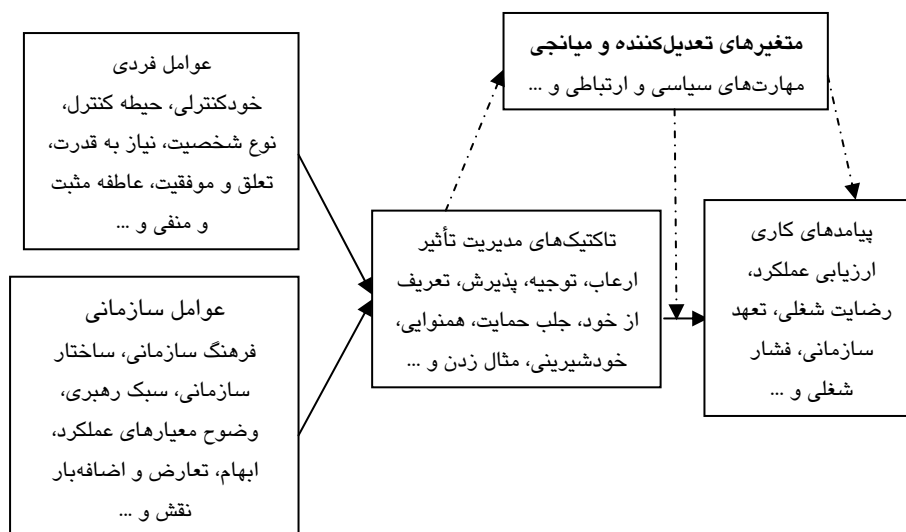 متغیرهای تعدیل‌کننده و میانجی
مهارت‌های سیاسی و ارتباطی و ...
عوامل فردی
خودکنترلی، حیطه کنترل،
نوع شخصیت، نیاز به قدرت،
تعلق و موفقیت، عاطفه مثبت
و منفی و ...
عوامل سازمانی
فرهنگ سازمانی، ساختار
سازمانی، سبک رهبری،
وضوح معیارهای عملکرد،
ابهام، تعارض و اضافه‌بار
نقش و ...
تاکتیک‌های مدیریت تأثیر
ارعاب، توجیه، پذیرش، تعریف
از خود، جلب حمایت، همنوایی،
خودشیرینی، مثال زدن و ...
پیامدهای کاری
ارزیابی عملکرد،
رضایت شغلی، تعهد
سازمانی، فشار
شغلی و ...